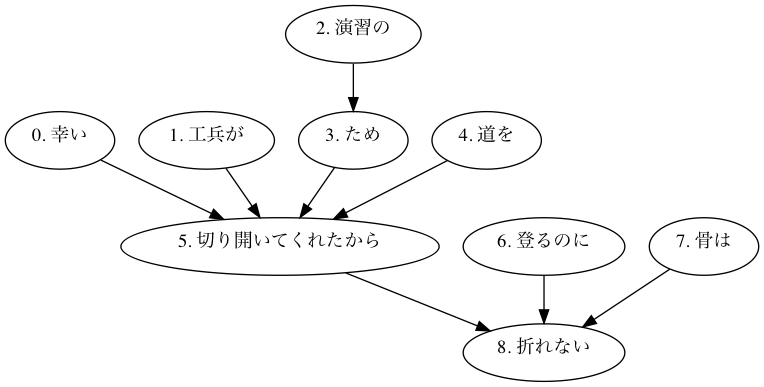 2. 演習の
0. 幸い
1. 工兵が
3. ため
4. 道を
5. 切り開いてくれたから
6. 登るのに
7. 骨は
8. 折れない